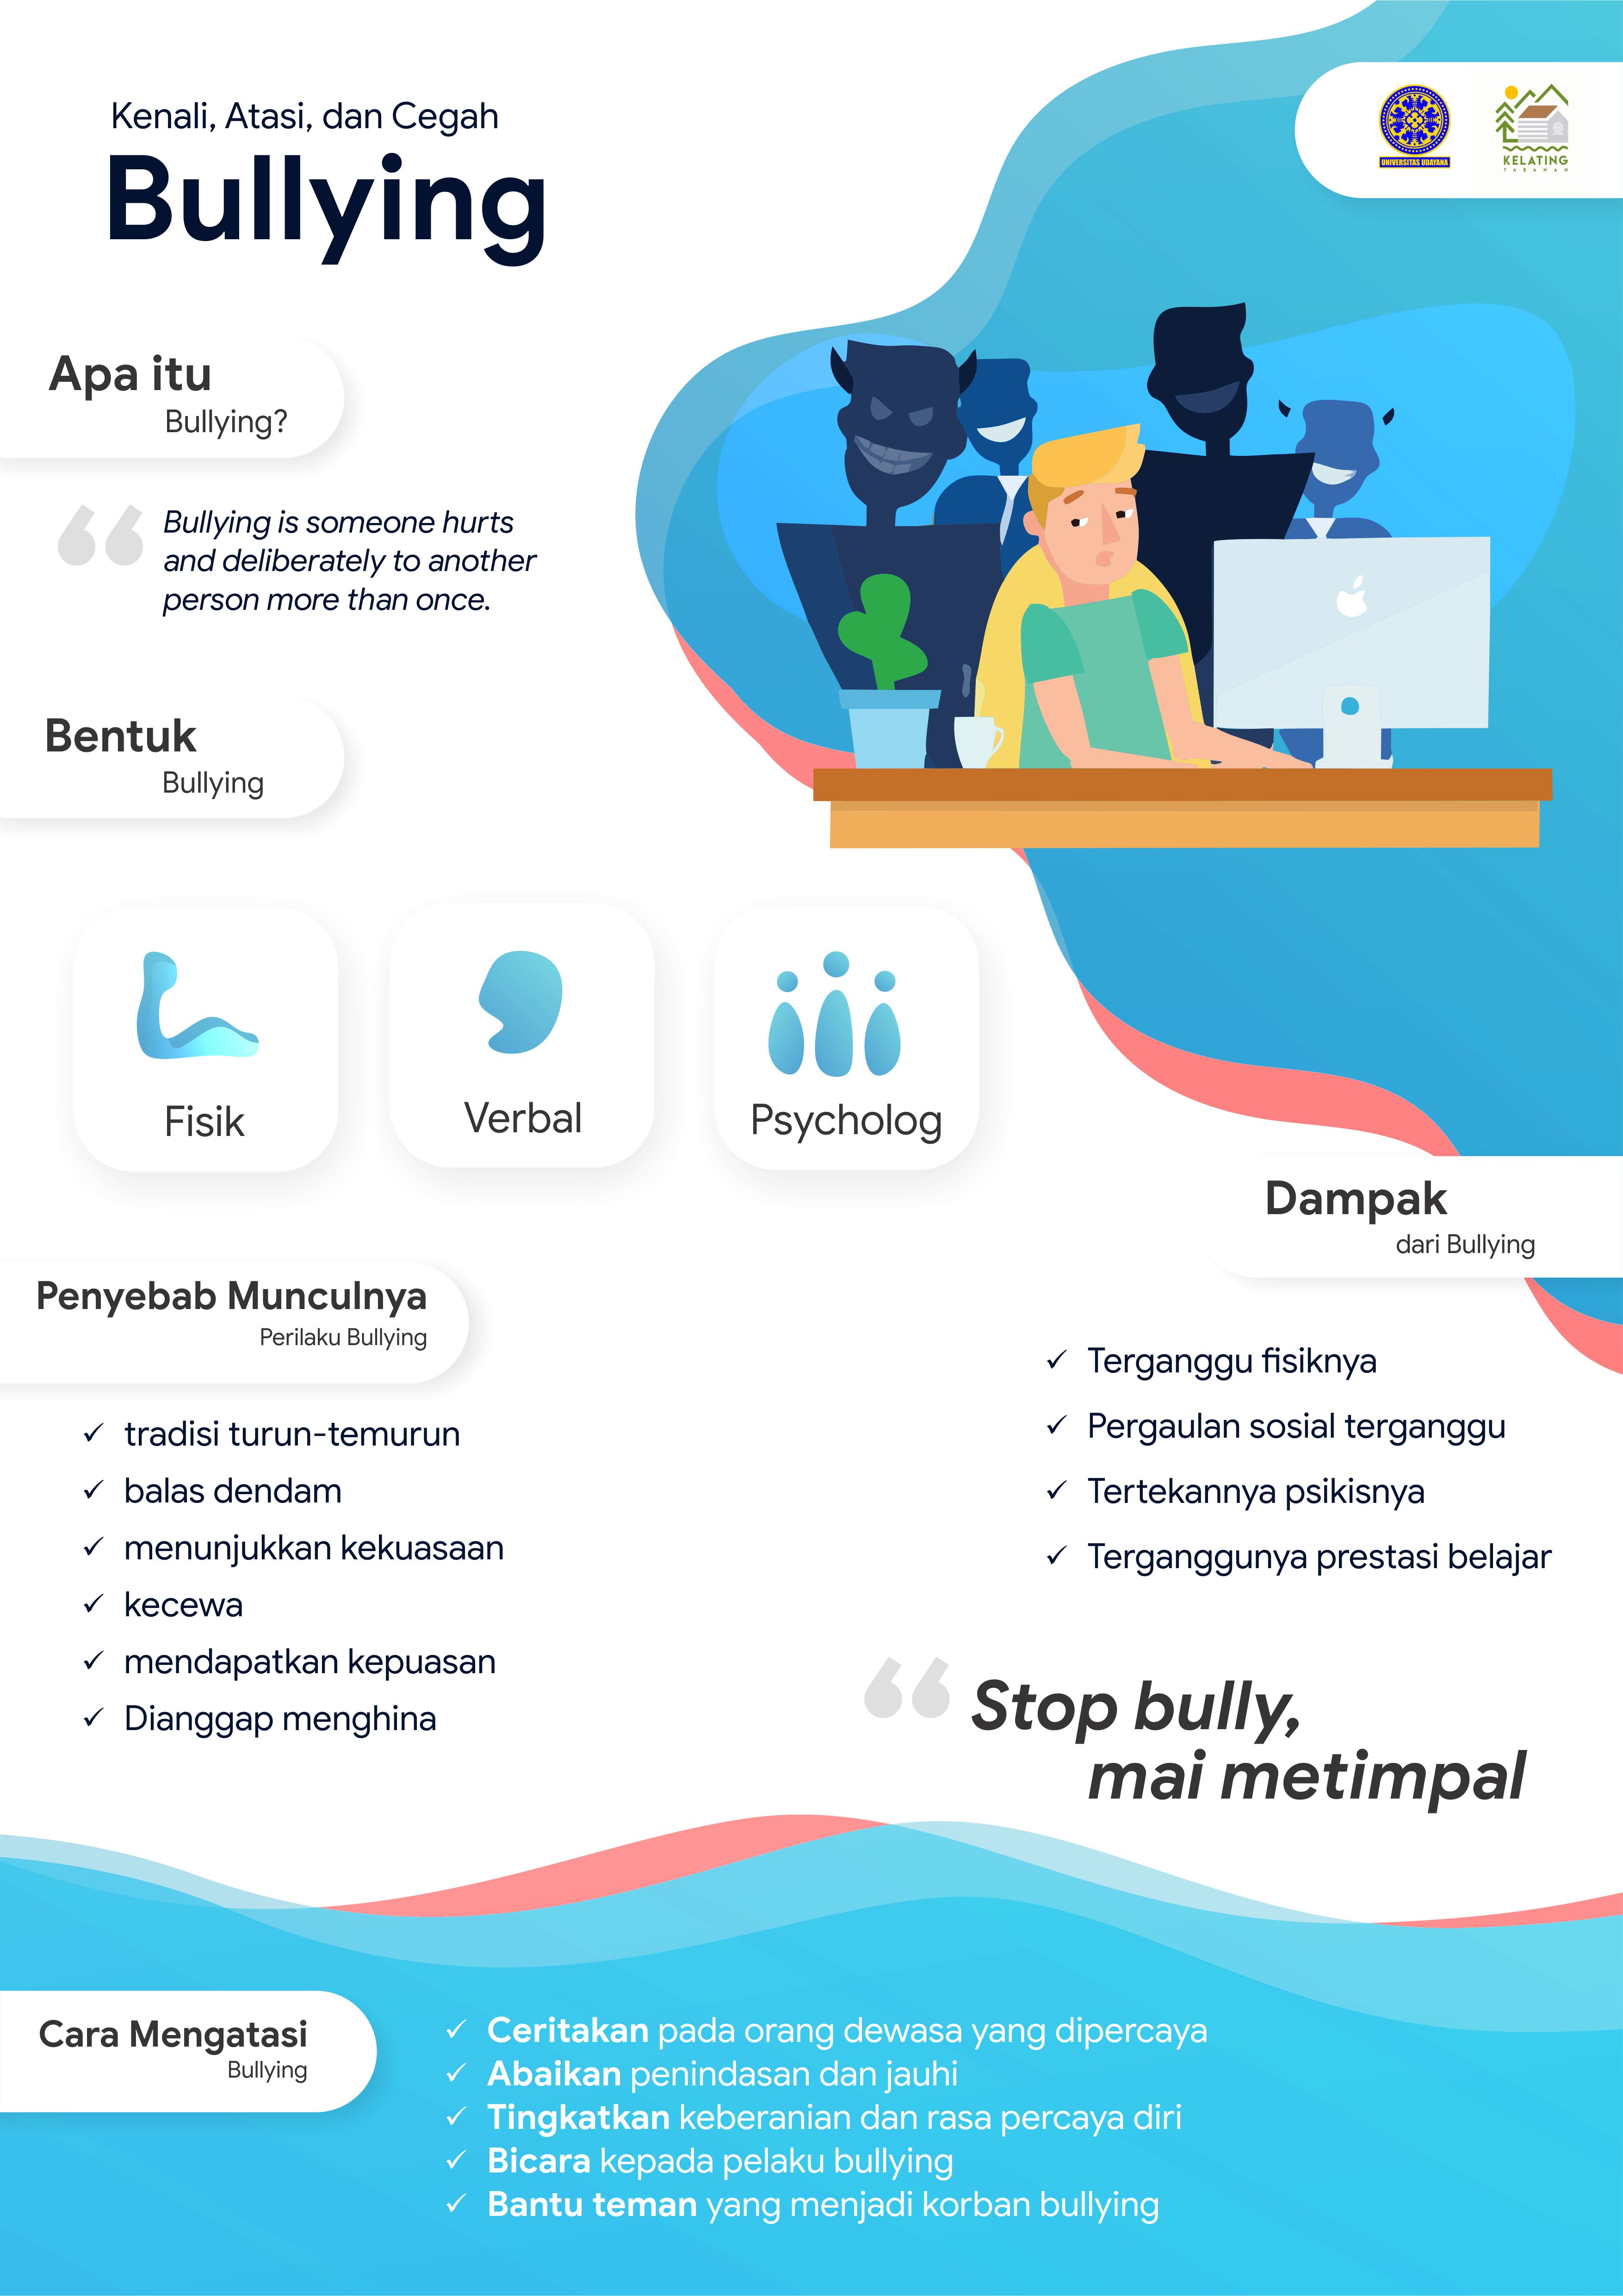 Kenali, Atasi, dan Cegah
Bullying
UNIVERSITAS UDAYANA
KELATING
TABANAN
Apa itu
Bullying?
Bullying is someone hurts
and deliberately to another
person more than once.
Bentuk
Bullying
Fisik
Verbal
Psycholog
Dampak
dari Bullying
Terganggu fisiknya
Pergaulan sosial terganggu
Tertekannya psikisnya
Terganggunya prestasi belajar
Penyebab Munculnya
Perilaku Bullying
tradisi turun-temurun
balas dendam
menunjukkan kekuasaan
kecewa
mendapatkan kepuasan
Dianggap menghina
Stop bully,
mai metimpal
Cara Mengatasi
Bullying
Ceritakan pada orang dewasa yang dipercaya
Abaikan penindasan dan jauhi
Tingkatkan keberanian dan rasa percaya diri
Bicara kepada pelaku bullying
Bantu teman yang menjadi korban bullying